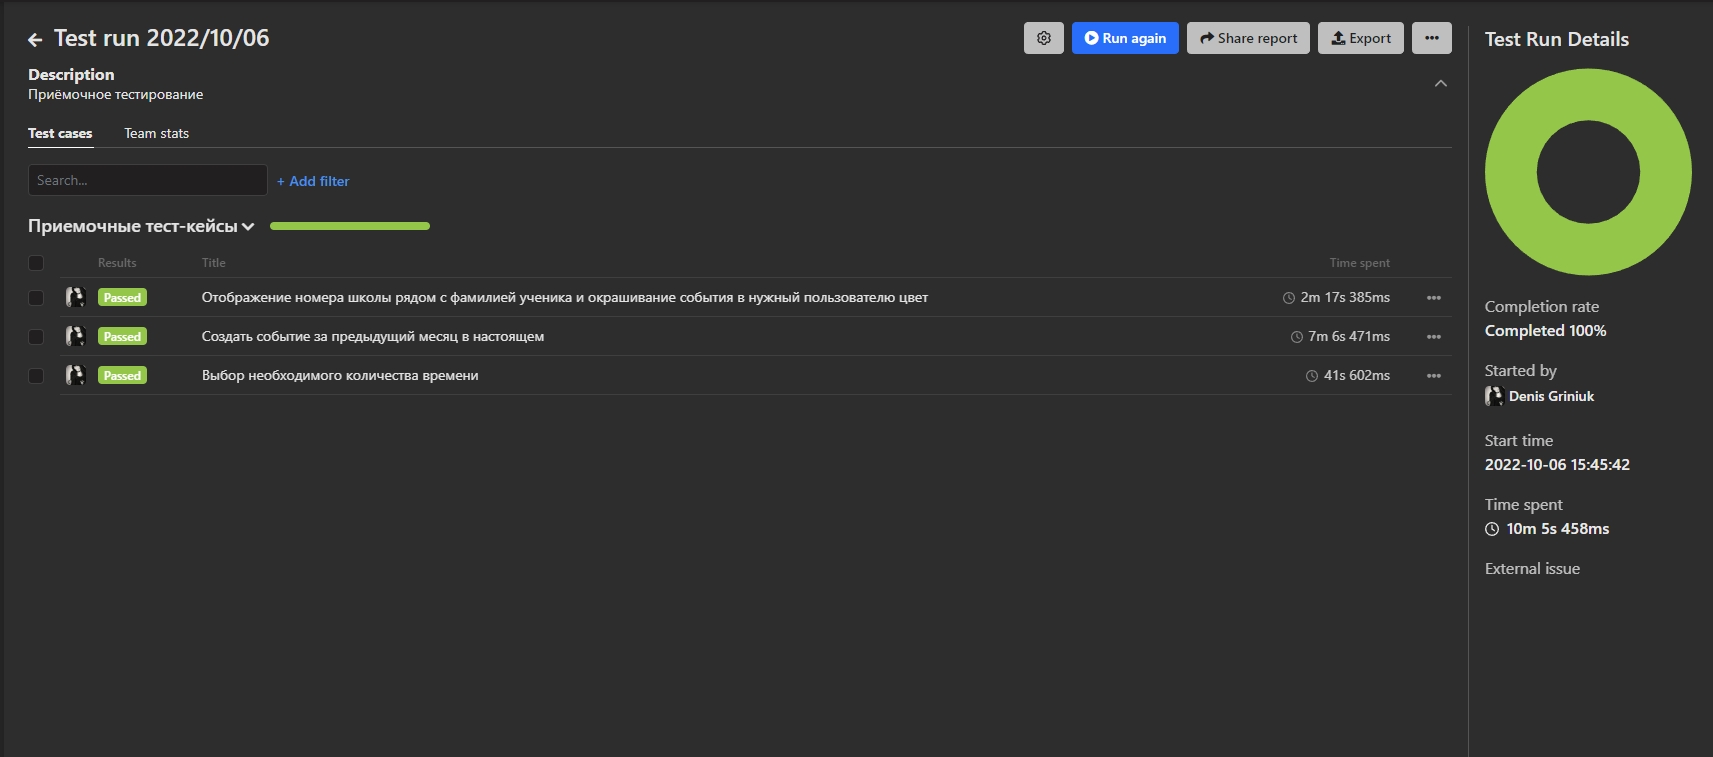 Test run 2022/10/06
Run again
Share report
Export
Description
Приёмочное тестирование
Test cases Team stats
Search...
+ Add filter
Приемочные тест-кейсы
Results Title Time spent
Passed Отображение номера школы рядом с фамилией ученика и окрашивание события в нужный пользователю цвет 2m 17s 385ms
Passed Создать событие за предыдущий месяц в настоящем 7m 6s 471ms
Passed Выбор необходимого количества времени 41s 602ms
Test Run Details
Completion rate
Completed 100%
Started by
Denis Griniuk
Start time
2022-10-06 15:45:42
Time spent
10m 5s 458ms
External issue